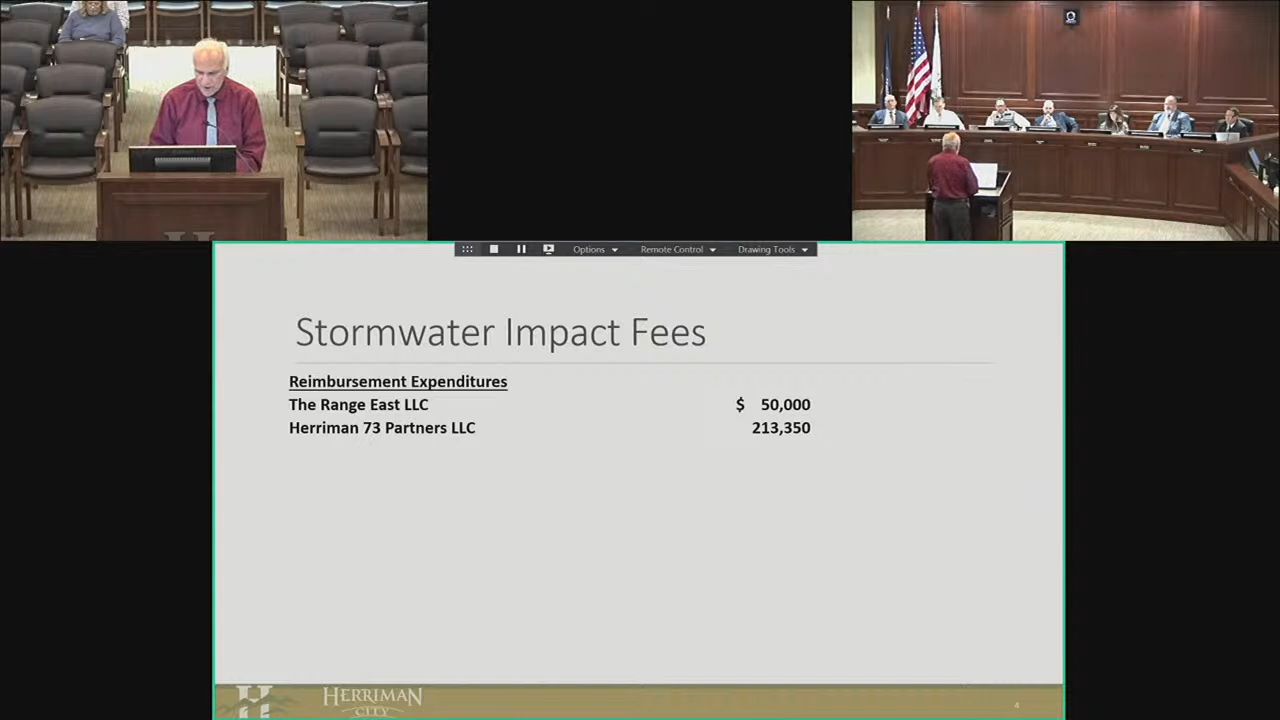 Options
Remote Control
Drawing Tools
Stormwater Impact Fees
Reimbursement Expenditures
The Range East LLC $ 50,000
Herriman 73 Partners LLC 213,350
H HERRIMAN
CITY
4